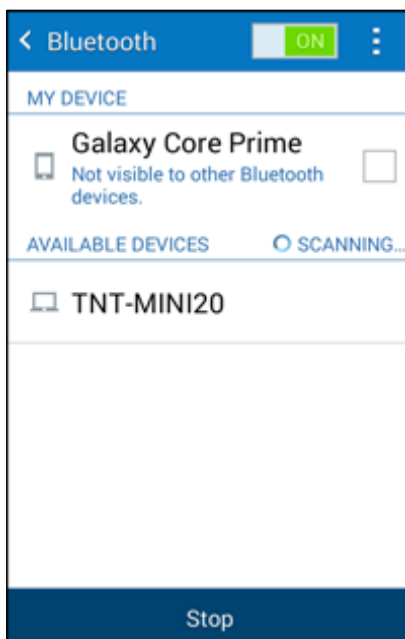 Bluetooth
ON
MY DEVICE
Galaxy Core Prime
Not visible to other Bluetooth
devices.
AVAILABLE DEVICES
SCANNING...
TNT-MINI20
Stop